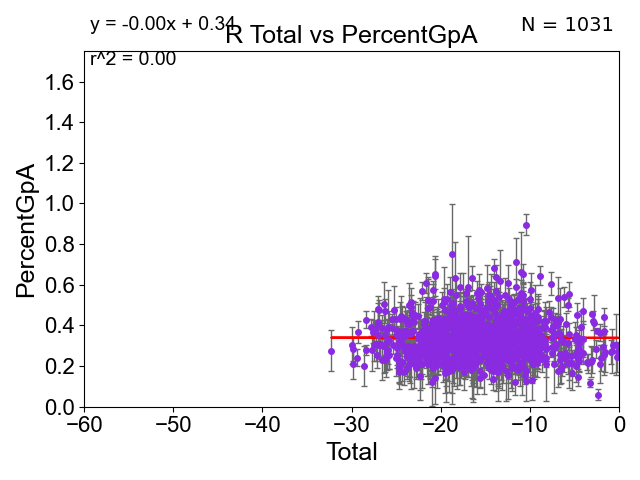 y = -0.00x + 0.34
N = 1031
R Total vs PercentGpA
r^2 = 0.00
PercentGpA
1.6
1.4
1.2
1.0
0.8
0.6
0.4
0.2
0.0
−60 −50 −40 −30 −20 −10 0
Total